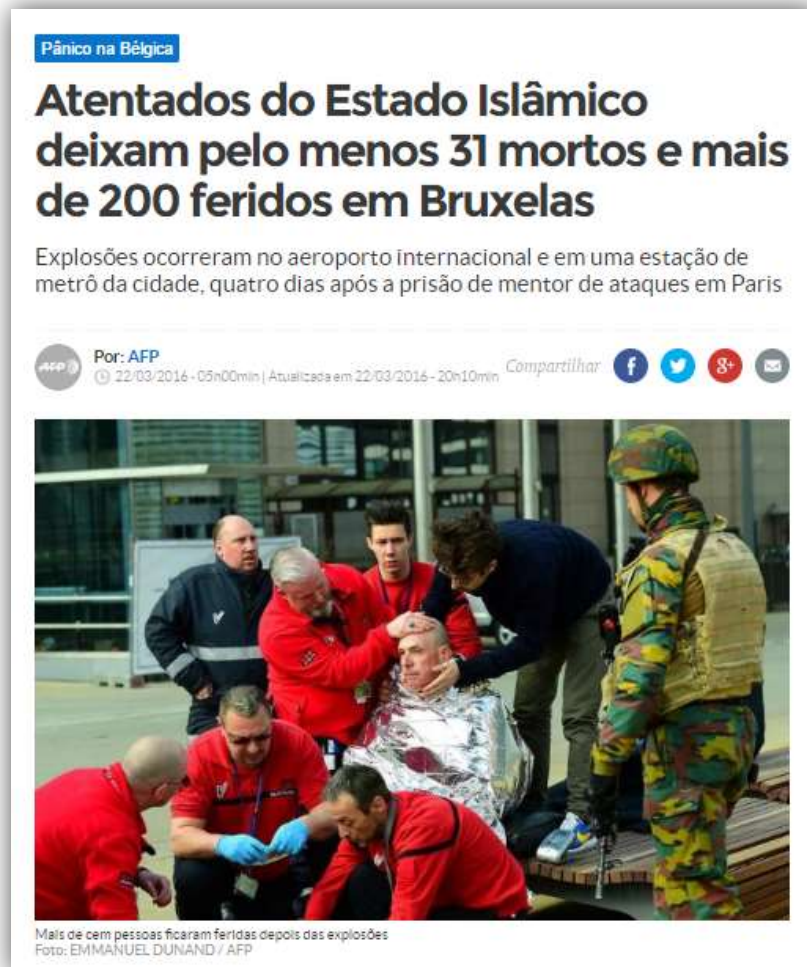 Pânico na Bélgica
Atentados do Estado Islâmico
deixam pelo menos 31 mortos e mais
de 200 feridos em Bruxelas
Explosões ocorreram no aeroporto internacional e em uma estação de
metrô da cidade, quatro dias após a prisão de mentor de ataques em Paris
AFP
Por: AFP
22/03/2016 - 05h00min | Atualizada em 22/03/2016 - 20h10min
Compartilhar
f
8+
Mais de cem pessoas ficaram feridas depois das explosões
Foto: EMMANUEL DUNAND / AFP